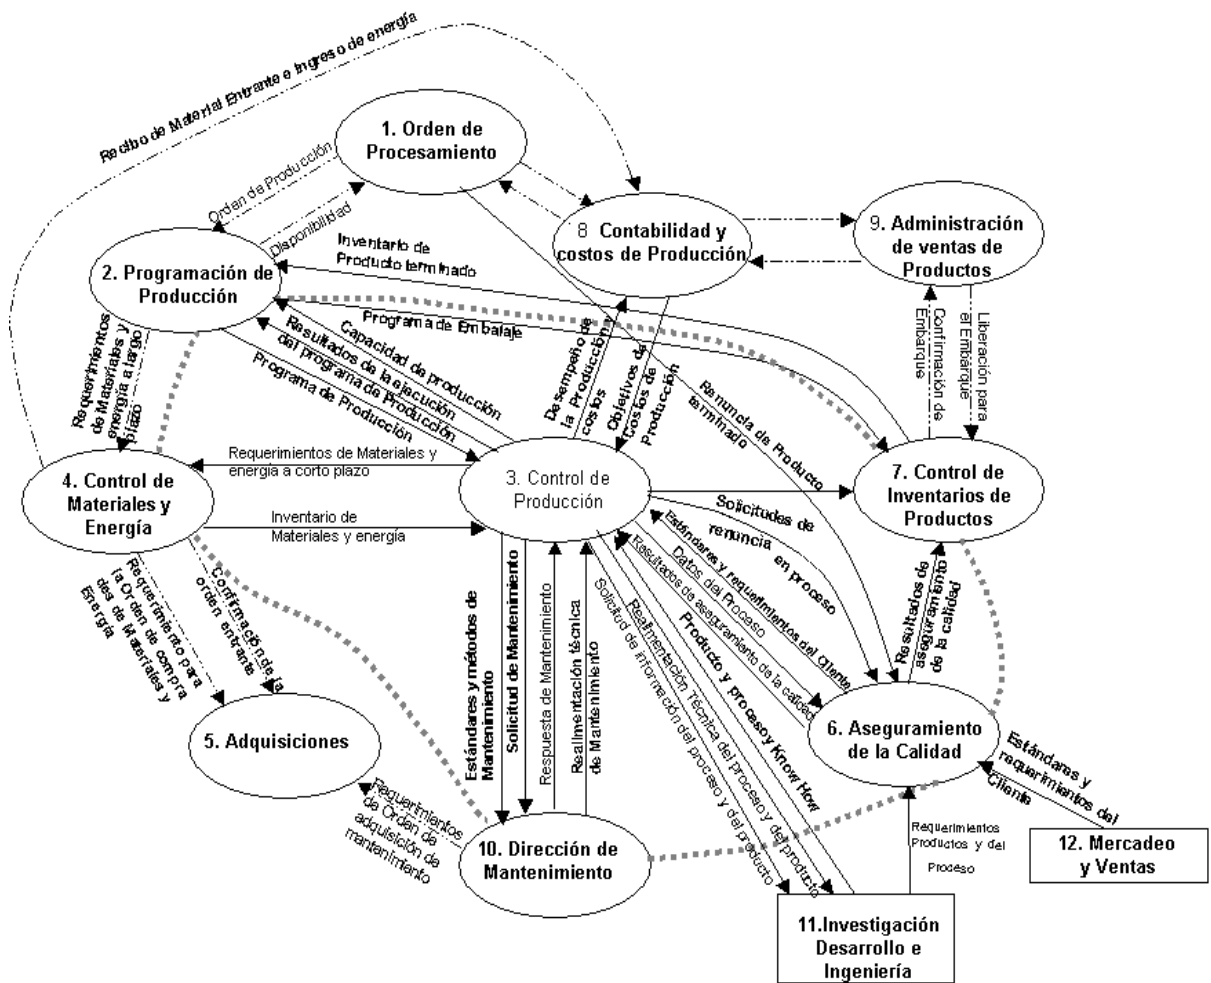 Recibo de Material Entrante e Ingreso de energía
1. Orden de
Procesamiento
Orden de Producción
Disponibilidad
8 Contabilidad y
costos de Producción
9. Administración
de ventas de
Productos
2. Programación de
Producción
Inventario de
Producto terminado
Programa de Embalaje
Capacidad de producción
Resultados de la ejecución
del programa de Producción
Programa de Producción
Requerimientos
de Materiales y
energía a largo
plazo
Desempeño de
la Producción y
costos
Objetivos de
Costos de
Producción
Renuncia de Producto
terminado
Confirmación de
Embarque
Liberación para
el Embarque
4. Control de
Materiales y
Energía
Requerimientos de Materiales y
energía a corto plazo
Inventario de
Materiales y energía
3. Control de
Producción
7. Control de
Inventarios de
Productos
Solicitudes de
renuncia en proceso
Estándares y requerimientos del Cliente
Datos del Proceso
Resultados de aseguramiento de la calidad
Producto y proceso y Know How
Realimentación Técnica del proceso y del producto
Solicitud de información del proceso y del producto
Resultados de
aseguramiento
de la calidad
Requerimiento para
la Orden de compra
des de Materiales y
Energía
Confirmación de la
orden entrante
Estándares y métodos de
Mantenimiento
Solicitud de Mantenimiento
Respuesta de Mantenimiento
Realimentación técnica
de Mantenimiento
5. Adquisiciones
6. Aseguramiento
de la Calidad
Estándares y
requerimientos del
Cliente
Requerimientos
de Orden de
adquisición de
mantenimiento
10. Dirección de
Mantenimiento
Requerimientos
Productos y del
Proceso
12. Mercadeo
y Ventas
11.Investigación
Desarrollo e
Ingeniería